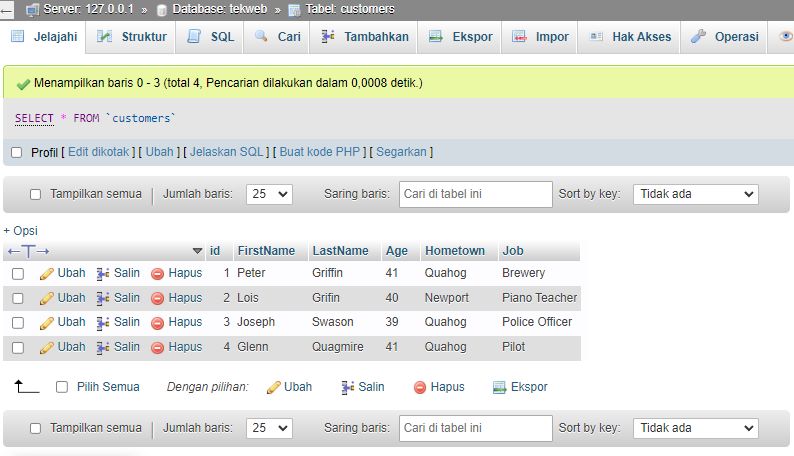 Server: 127.0.0.1 » Database: tekweb » Tabel: customers
Jelajahi Struktur SQL Cari Tambahkan Ekspor Impor Hak Akses Operasi
Menampilkan baris 0 - 3 (total 4, Pencarian dilakukan dalam 0,0008 detik.)
SELECT * FROM `customers`
Profil [ Edit dikotak ] [ Ubah ] [ Jelaskan SQL ] [ Buat kode PHP ] [ Segarkan ]
Tampilkan semua | Jumlah baris: 25 Saring baris: Cari di tabel ini Sort by key: Tidak ada
+ Opsi
←T→ id FirstName LastName Age Hometown Job
Ubah Salin Hapus 1 Peter Griffin 41 Quahog Brewery
Ubah Salin Hapus 2 Lois Grifin 40 Newport Piano Teacher
Ubah Salin Hapus 3 Joseph Swason 39 Quahog Police Officer
Ubah Salin Hapus 4 Glenn Quagmire 41 Quahog Pilot
Pilih Semua Dengan pilihan: Ubah Salin Hapus Ekspor
Tampilkan semua | Jumlah baris: 25 Saring baris: Cari di tabel ini Sort by key: Tidak ada